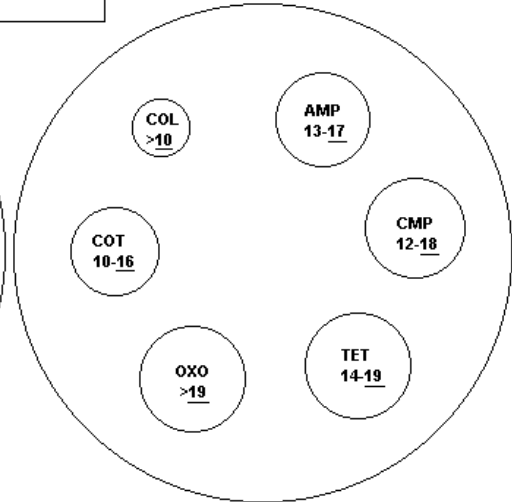 COL
>10
AMP
13-17
COT
10-16
CMP
12-18
OXO
>19
TET
14-19